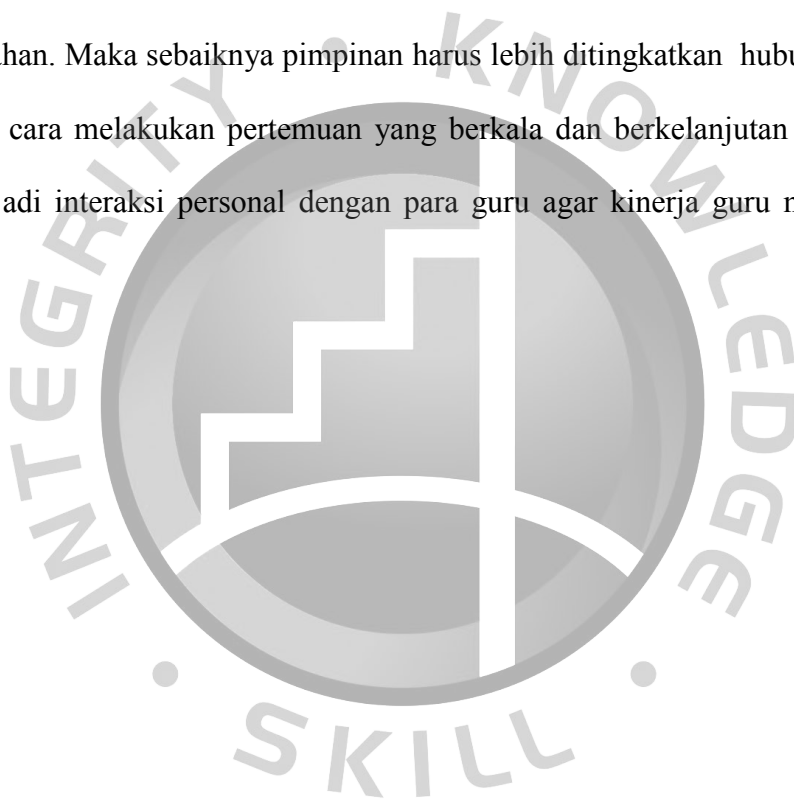 ahan. Maka sebaiknya pimpinan harus lebih ditingkatkan hubu
cara melakukan pertemuan yang berkala dan berkelanjutan
adi interaksi personal dengan para guru agar kinerja guru
INTEGRITY • KNOWLEDGE •
SKILL